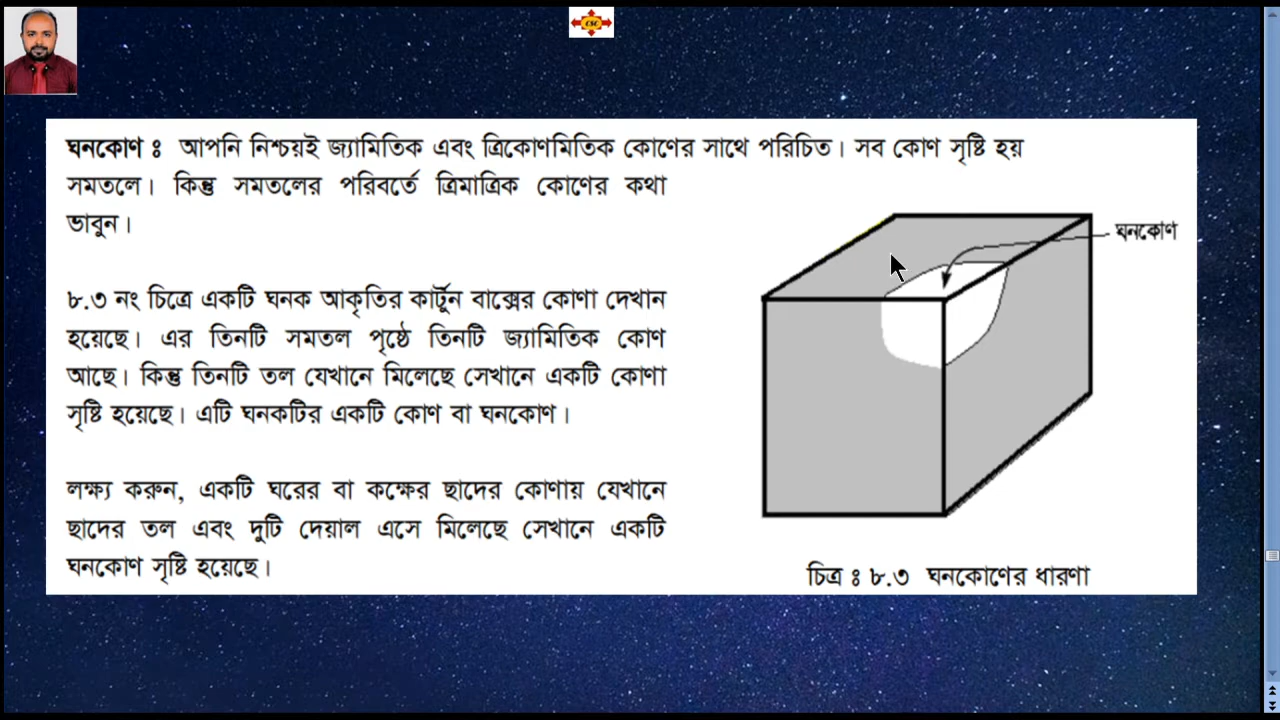 CSC
ঘনকোণ ঃ আপনি নিশ্চয়ই জ্যামিতিক এবং ত্রিকোণমিতিক কোণের সাথে পরিচিত। সব কোণ সৃষ্টি হয়
সমতলে। কিন্তু সমতলের পরিবর্তে ত্রিমাত্রিক কোণের কথা
ভাবুন।
ঘনকোণ
৮.৩ নং চিত্রে একটি ঘনক আকৃতির কার্টুন বাক্সের কোণা দেখান
হয়েছে। এর তিনটি সমতল পৃষ্ঠে তিনটি জ্যামিতিক কোণ
আছে। কিন্তু তিনটি তল যেখানে মিলেছে সেখানে একটি কোণা
সৃষ্টি হয়েছে। এটি ঘনকটির একটি কোণ বা ঘনকোণ।
লক্ষ্য করুন, একটি ঘরের বা কক্ষের ছাদের কোণায় যেখানে
ছাদের তল এবং দুটি দেয়াল এসে মিলেছে সেখানে একটি
ঘনকোণ সৃষ্টি হয়েছে।
চিত্র ঃ ৮.৩ ঘনকোণের ধারণা